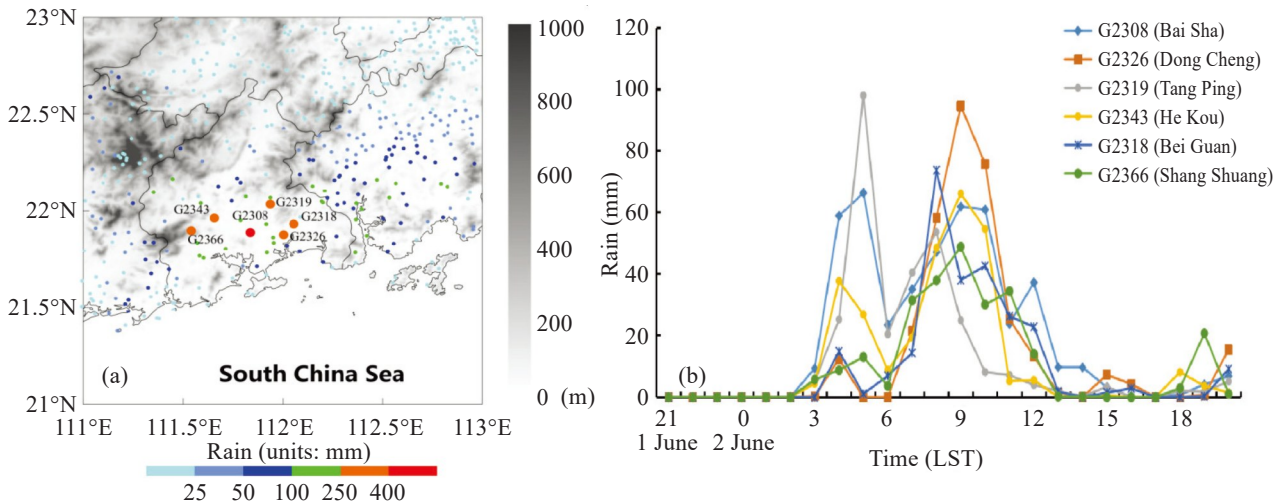 23°N
22.5°N
22°N
21.5°N
21°N
111°E
111.5°E
112°E
112.5°E
113°E
G2343
G2308
G2319
G2318
G2366
G2326
(a)
South China Sea
1000
800
600
400
200
0 (m)
Rain (units: mm)
25 50 100 250 400
120
100
80
60
40
20
0
Rain (mm)
G2308 (Bai Sha)
G2326 (Dong Cheng)
G2319 (Tang Ping)
G2343 (He Kou)
G2318 (Bei Guan)
G2366 (Shang Shuang)
(b)
21 0 3 6 9 12 15 18
1 June 2 June
Time (LST)